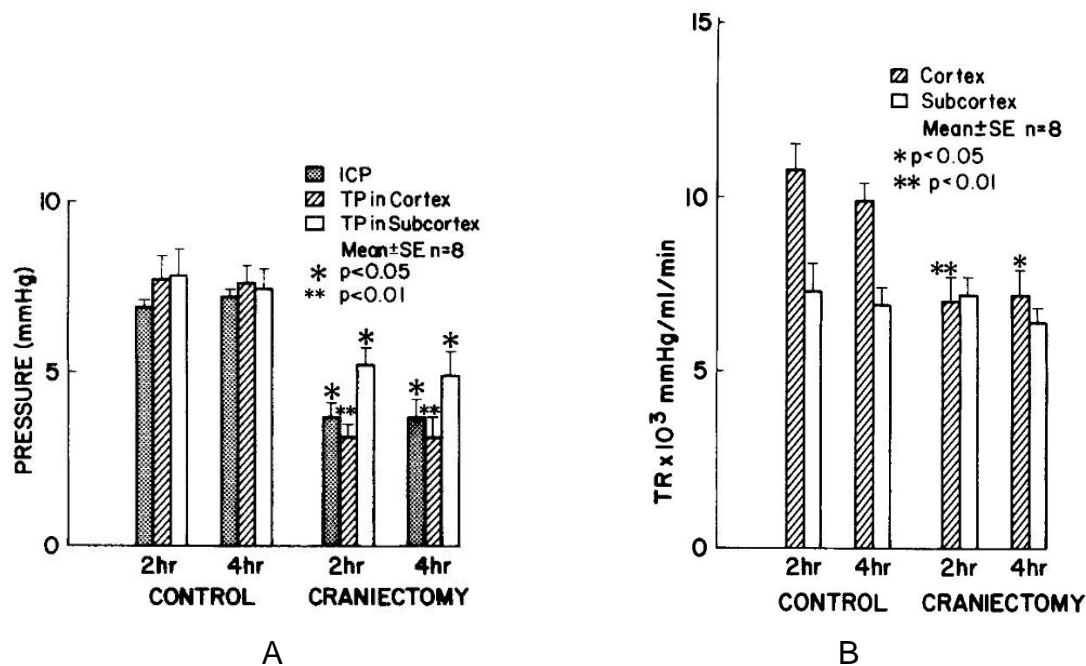 ICP
TP in Cortex
TP in Subcortex
Mean±SE n=8
* p<0.05
** p<0.01
PRESSURE (mmHg)
10
5
0
* ** *
* ** *
2hr 4hr 2hr 4hr
CONTROL CRANIECTOMY
A
Cortex
Subcortex
Mean±SE n=8
* p<0.05
** p<0.01
TR x 10³ mmHg/ml/min
15
10
5
0
** *
2hr 4hr 2hr 4hr
CONTROL CRANIECTOMY
B